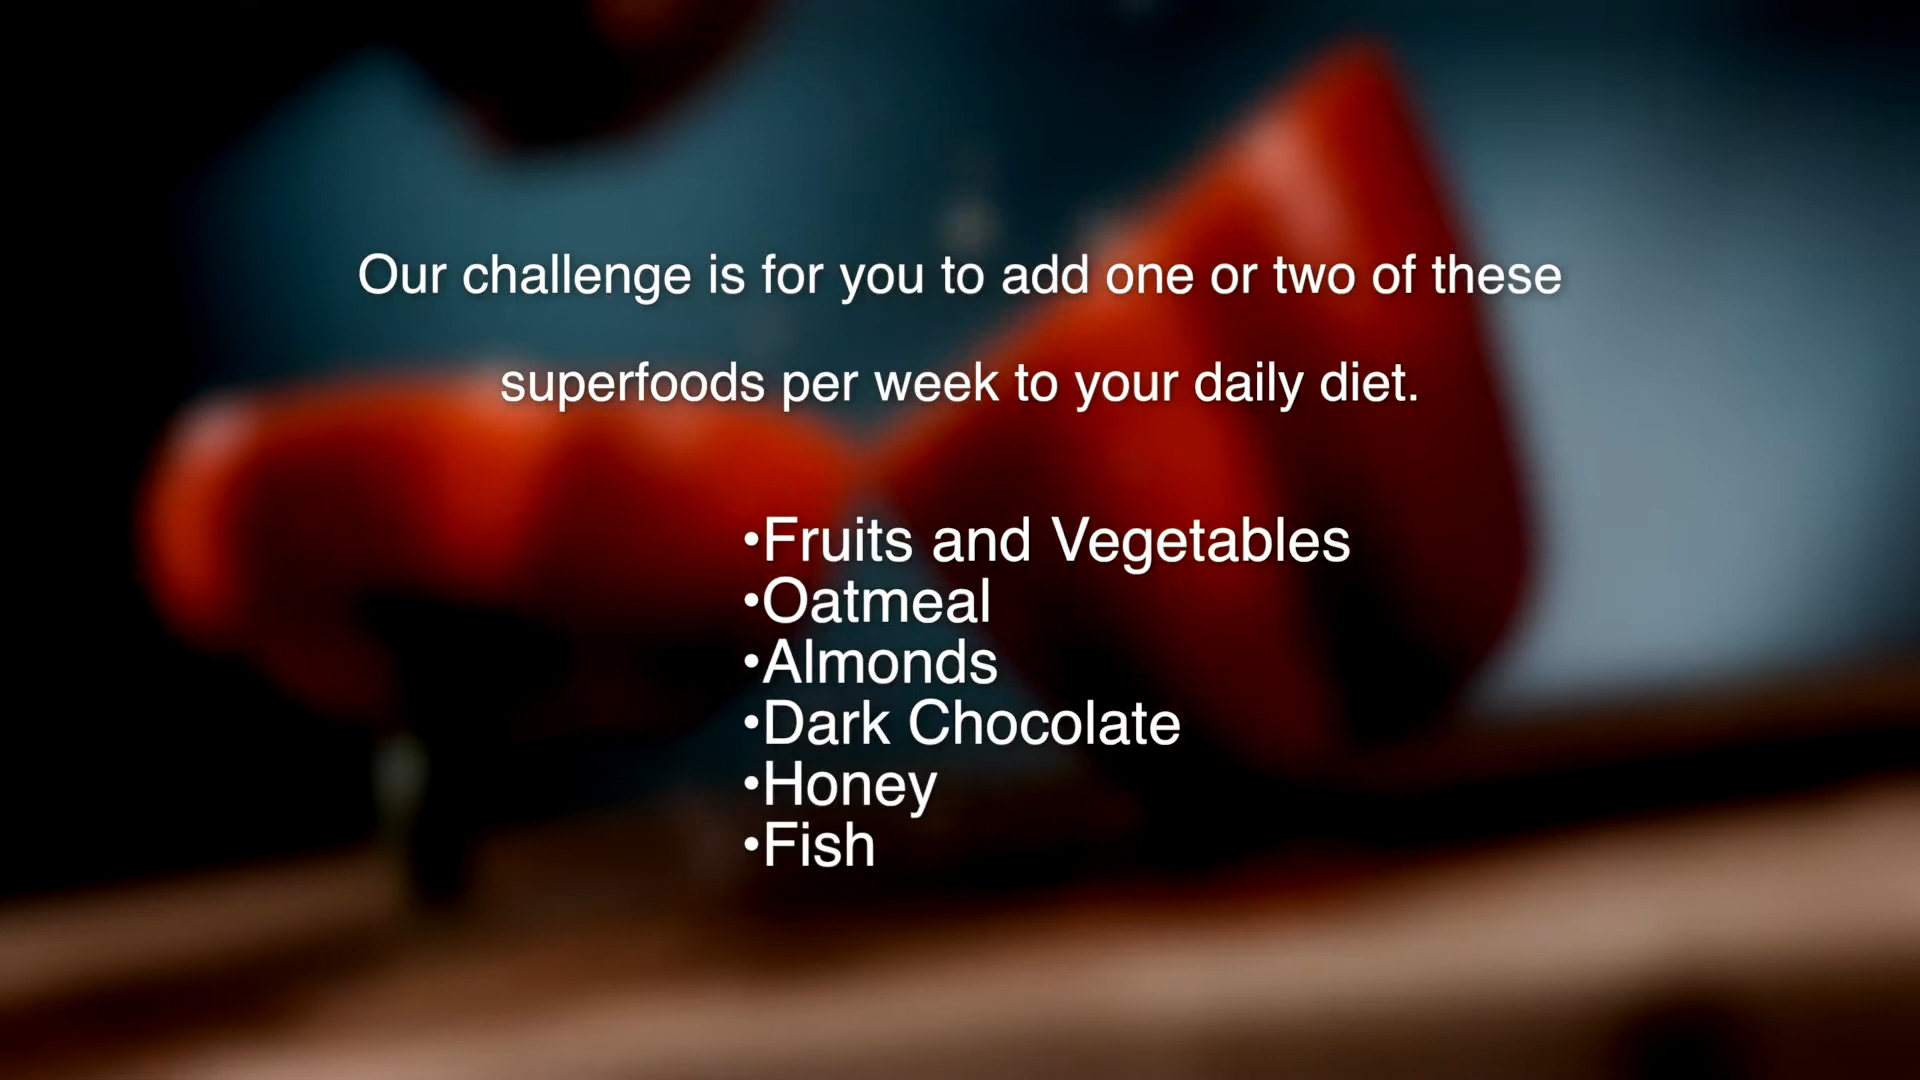 Our challenge is for you to add one or two of these
superfoods per week to your daily diet.
•Fruits and Vegetables
•Oatmeal
•Almonds
•Dark Chocolate
•Honey
•Fish